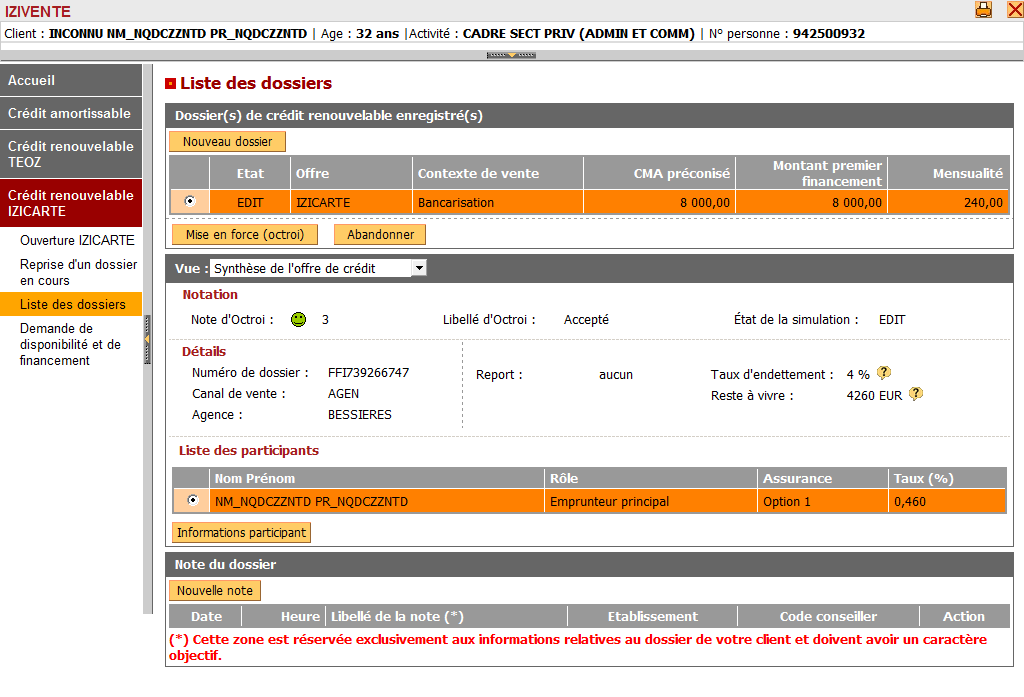 IZIVENTE
Client : INCONNU NM_NQDCZZNTD PR_NQDCZZNTD | Age : 32 ans |Activité : CADRE SECT PRIV (ADMIN ET COMM) | N° personne : 942500932
Accueil
Crédit amortissable
Crédit renouvelable
TEOZ
Crédit renouvelable
IZICARTE
Ouverture IZICARTE
Reprise d'un dossier
en cours
Liste des dossiers
Demande de
disponibilité et de
financement
Liste des dossiers
Dossier(s) de crédit renouvelable enregistré(s)
Nouveau dossier
Etat Offre Contexte de vente CMA préconisé Montant premier financement Mensualité
EDIT IZICARTE Bancarisation 8 000,00 8 000,00 240,00
Mise en force (octroi) Abandonner
Vue : Synthèse de l'offre de crédit
Notation
Note d'Octroi : 3 Libellé d'Octroi : Accepté État de la simulation : EDIT
Détails
Numéro de dossier : FFI739266747
Canal de vente : AGEN
Agence : BESSIERES
Report : aucun
Taux d'endettement : 4 % ?
Reste à vivre : 4260 EUR ?
Liste des participants
Nom Prénom Rôle Assurance Taux (%)
NM_NQDCZZNTD PR_NQDCZZNTD Emprunteur principal Option 1 0,460
Informations participant
Note du dossier
Nouvelle note
Date Heure Libellé de la note (*) Etablissement Code conseiller Action
(*) Cette zone est réservée exclusivement aux informations relatives au dossier de votre client et doivent avoir un caractère
objectif.